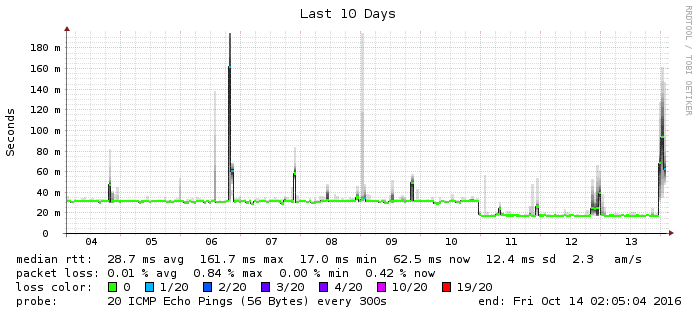 Last 10 Days
RRDTOOL / TOBI OETIKER
Seconds
180 m
160 m
140 m
120 m
100 m
80 m
60 m
40 m
20 m
0
04 05 06 07 08 09 10 11 12 13
median rtt: 28.7 ms avg 161.7 ms max 17.0 ms min 62.5 ms now 12.4 ms sd 2.3 am/s
packet loss: 0.01 % avg 0.84 % max 0.00 % min 0.42 % now
loss color: 0 1/20 2/20 3/20 4/20 10/20 19/20
probe: 20 ICMP Echo Pings (56 Bytes) every 300s end: Fri Oct 14 02:05:04 2016